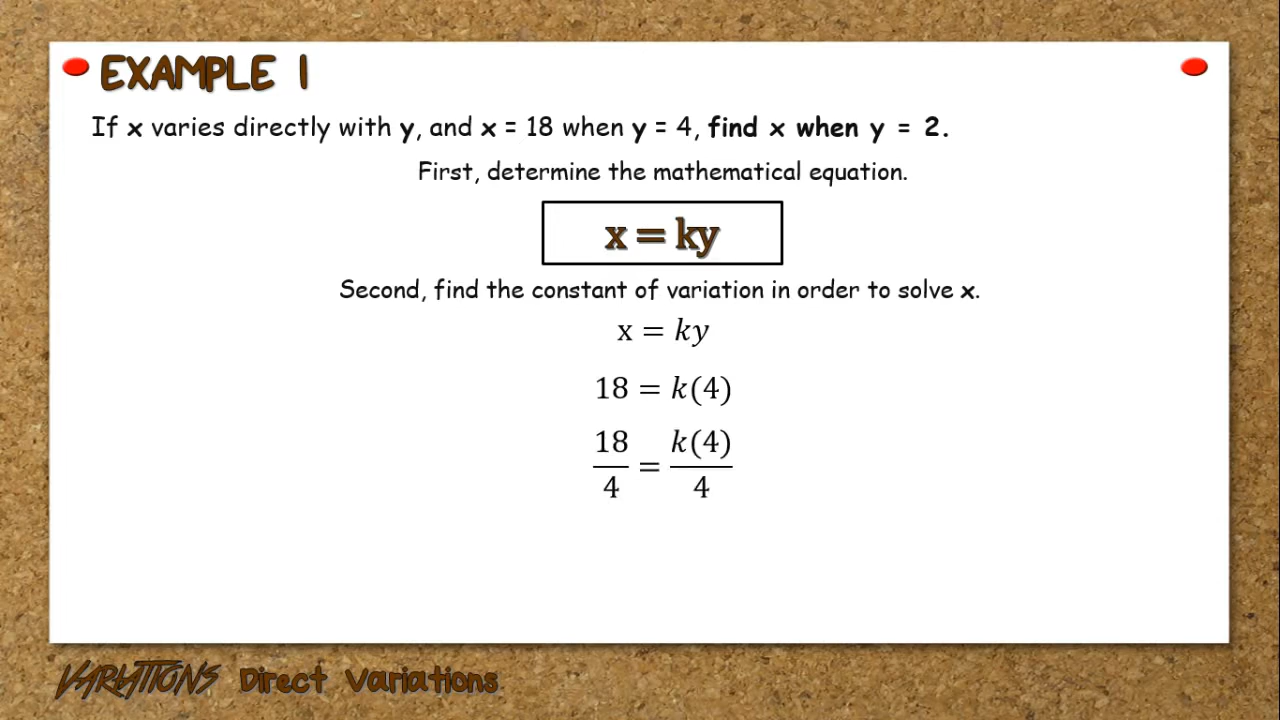 EXAMPLE 1
If x varies directly with y, and x = 18 when y = 4, find x when y = 2.
First, determine the mathematical equation.
x = ky
Second, find the constant of variation in order to solve x.
x = ky
18 = k(4)
18/4 = k(4)/4
VARIATIONS Direct Variations